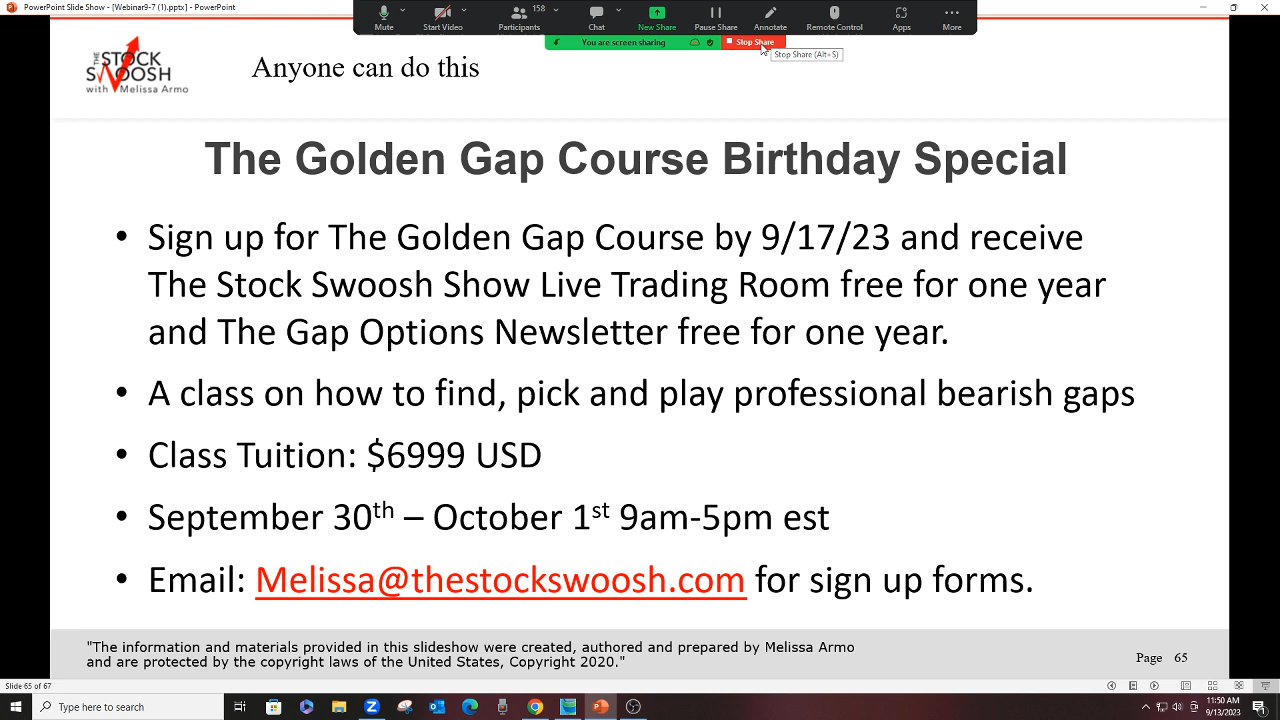 PowerPoint Slide Show - [Webinar9-7 (1).pptx] - PowerPoint
158
Mute
Start Video
Participants
Chat
New Share
Pause Share
Annotate
Remote Control
Apps
More
You are screen sharing
Stop Share
Stop Share (Alt+S)
THE STOCK
SWOOSH
with Melissa Armo
Anyone can do this
The Golden Gap Course Birthday Special
• Sign up for The Golden Gap Course by 9/17/23 and receive
The Stock Swoosh Show Live Trading Room free for one year
and The Gap Options Newsletter free for one year.
• A class on how to find, pick and play professional bearish gaps
• Class Tuition: $6999 USD
• September 30th – October 1st 9am-5pm est
• Email: Melissa@thestockswoosh.com for sign up forms.
"The information and materials provided in this slideshow were created, authored and prepared by Melissa Armo
and are protected by the copyright laws of the United States, Copyright 2020."
Page 65
Slide 65 of 67
Type here to search
11:50 AM
9/13/2023